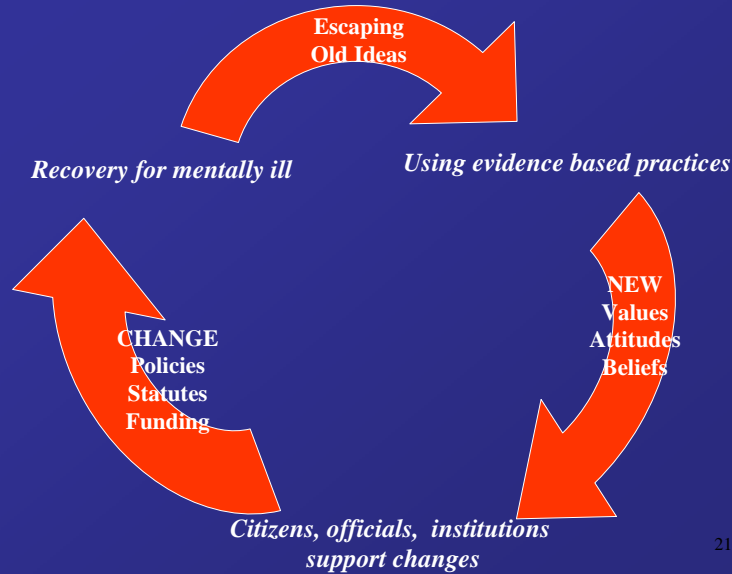 Escaping
Old Ideas
Recovery for mentally ill
Using evidence based practices
NEW
Values
Attitudes
Beliefs
CHANGE
Policies
Statutes
Funding
Citizens, officials, institutions
support changes
21